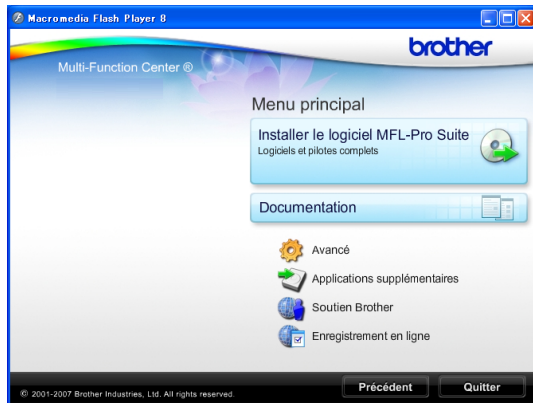 Macromedia Flash Player 8
brother
Multi-Function Center ®
Menu principal
Installer le logiciel MFL-Pro Suite
Logiciels et pilotes complets
Documentation
Avancé
Applications supplémentaires
Soutien Brother
Enregistrement en ligne
Précédent
Quitter
© 2001-2007 Brother Industries, Ltd. All rights reserved.